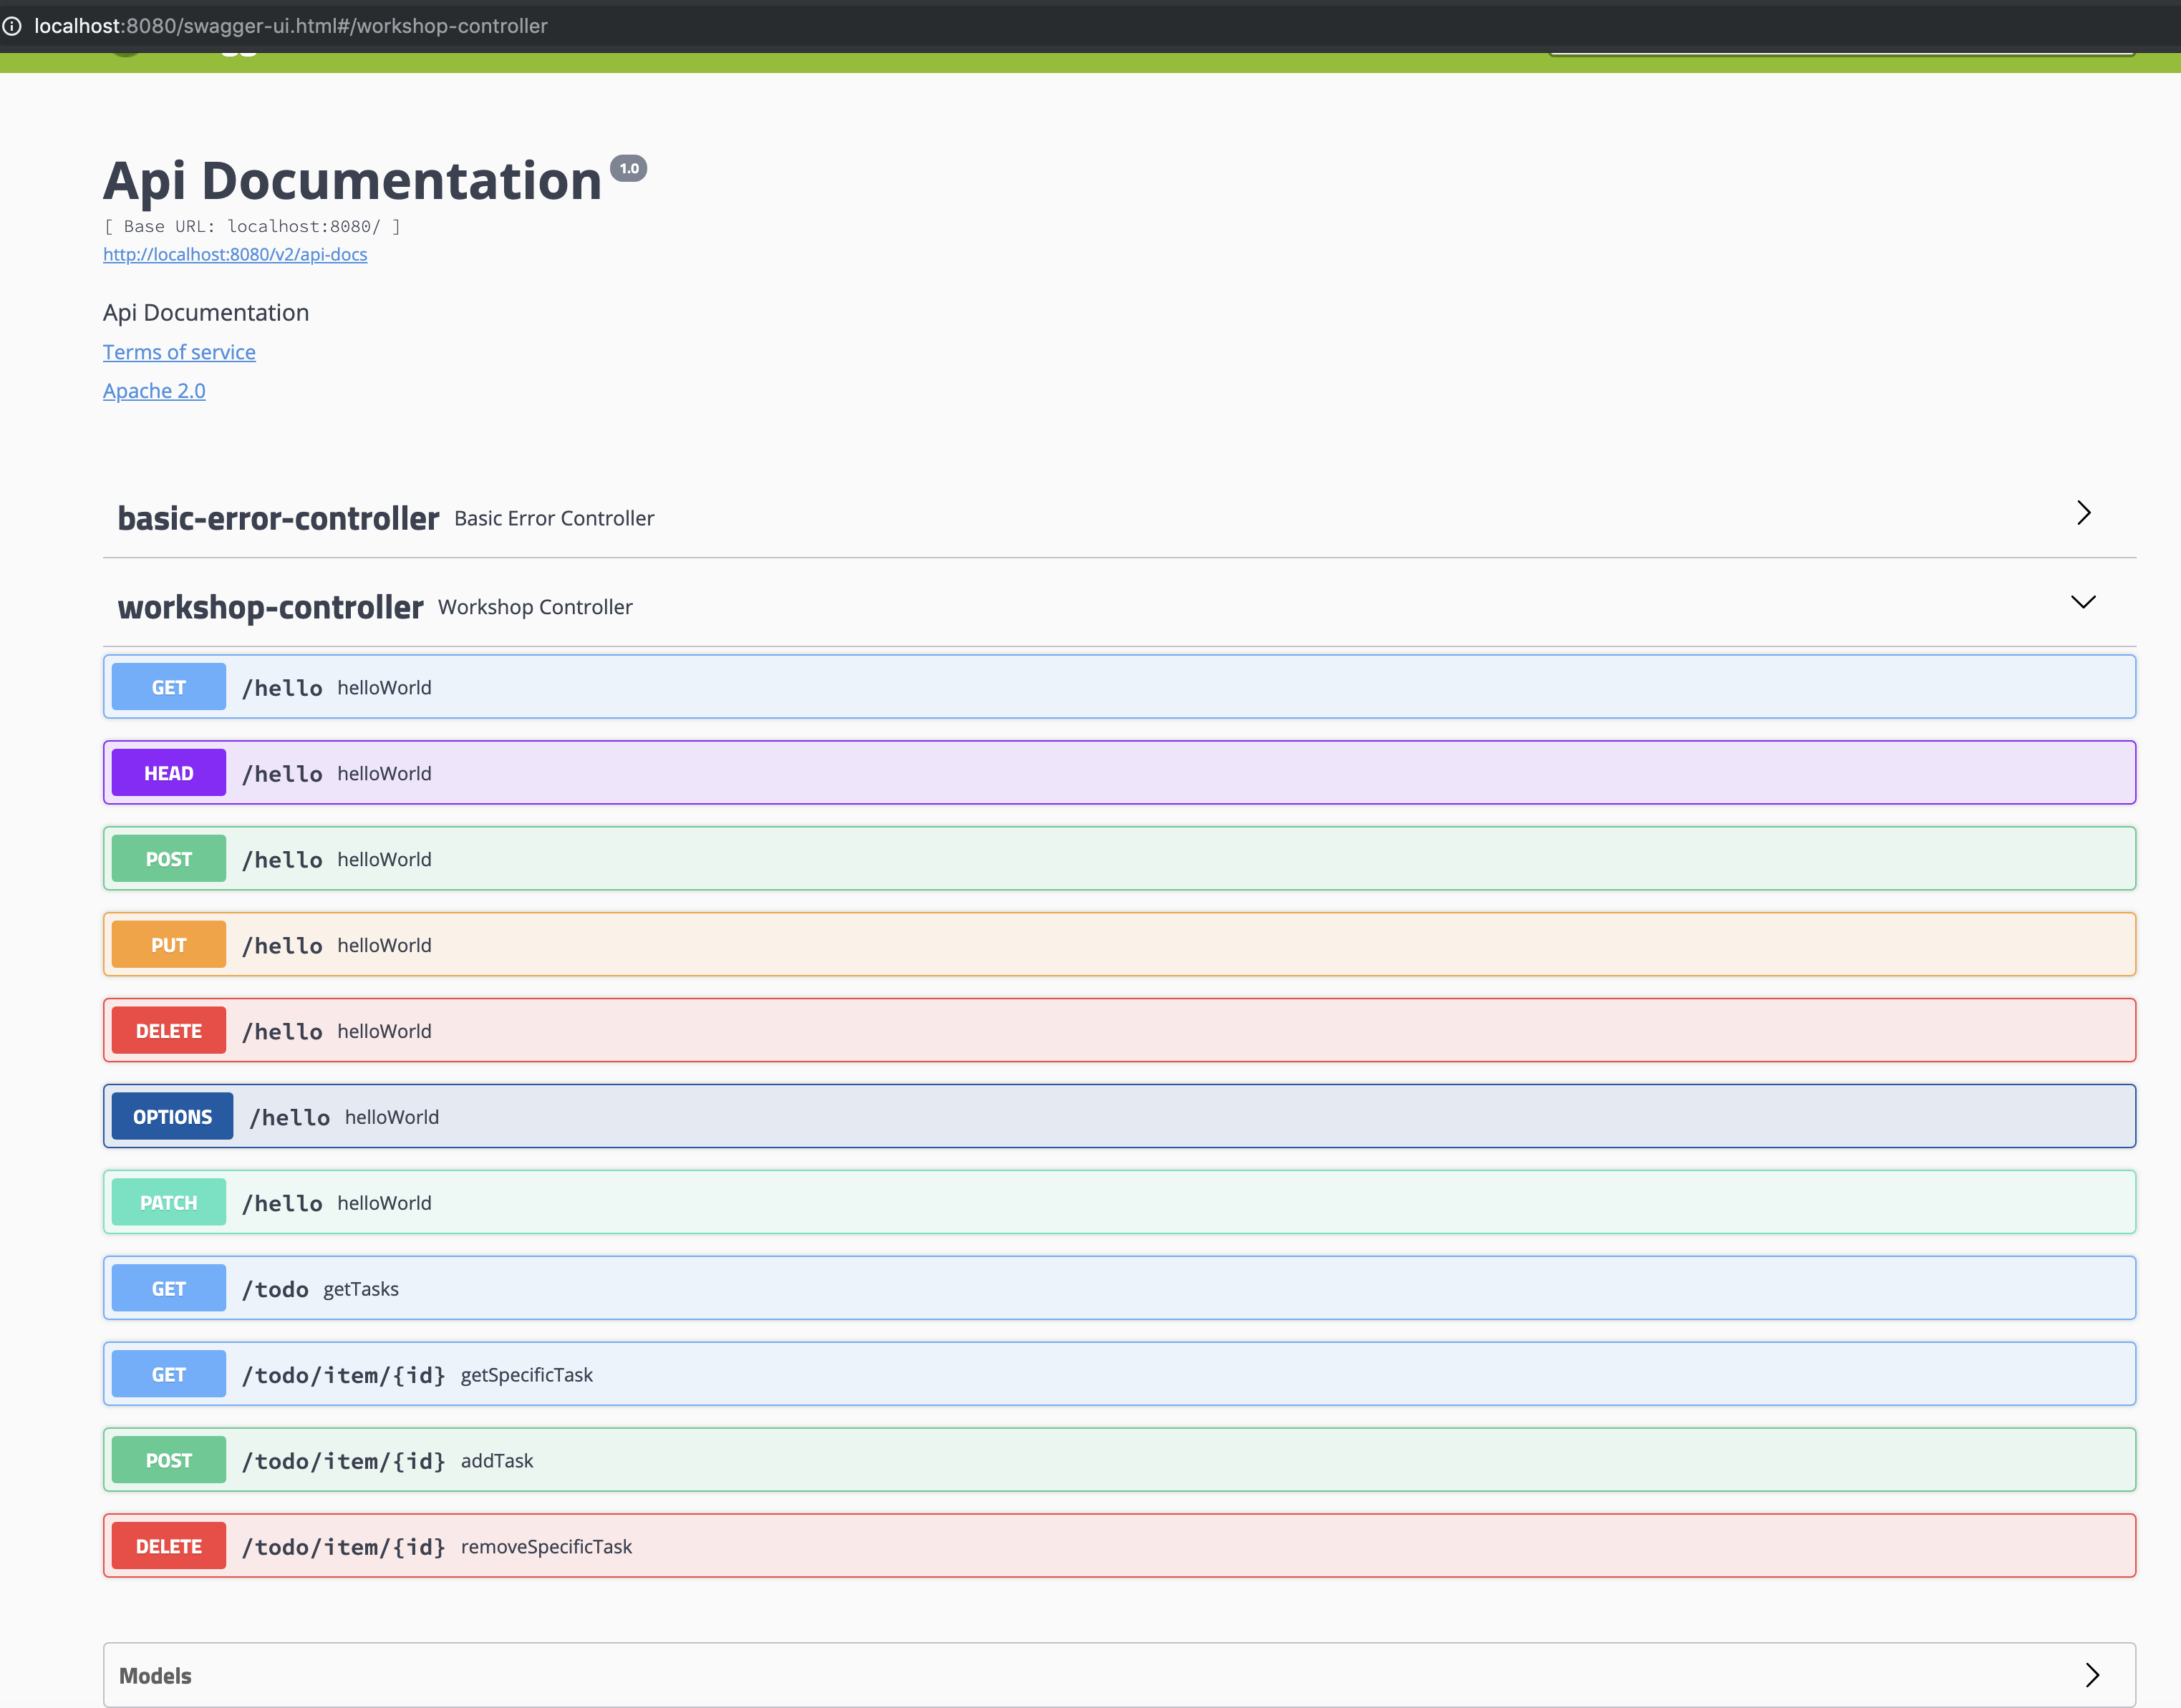 localhost:8080/swagger-ui.html#/workshop-controller
Api Documentation 1.0
[ Base URL: localhost:8080/ ]
http://localhost:8080/v2/api-docs
Api Documentation
Terms of service
Apache 2.0
basic-error-controller Basic Error Controller
workshop-controller Workshop Controller
GET /hello helloWorld
HEAD /hello helloWorld
POST /hello helloWorld
PUT /hello helloWorld
DELETE /hello helloWorld
OPTIONS /hello helloWorld
PATCH /hello helloWorld
GET /todo getTasks
GET /todo/item/{id} getSpecificTask
POST /todo/item/{id} addTask
DELETE /todo/item/{id} removeSpecificTask
Models